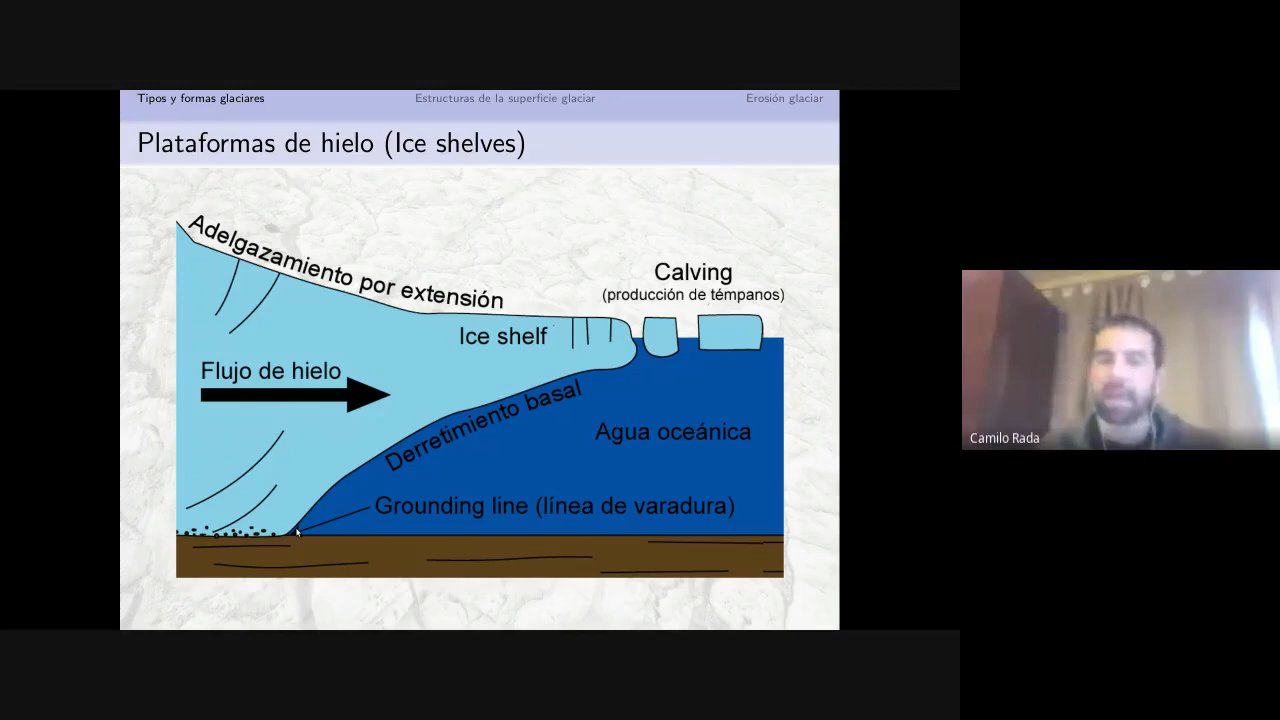 Tipos y formas glaciares
Estructuras de la superficie glaciar
Erosión glaciar
Plataformas de hielo (Ice shelves)
Adelgazamiento por extensión
Calving
(producción de témpanos)
Ice shelf
Flujo de hielo
Derretimiento basal
Agua oceánica
Grounding line (línea de varadura)
Camilo Rada